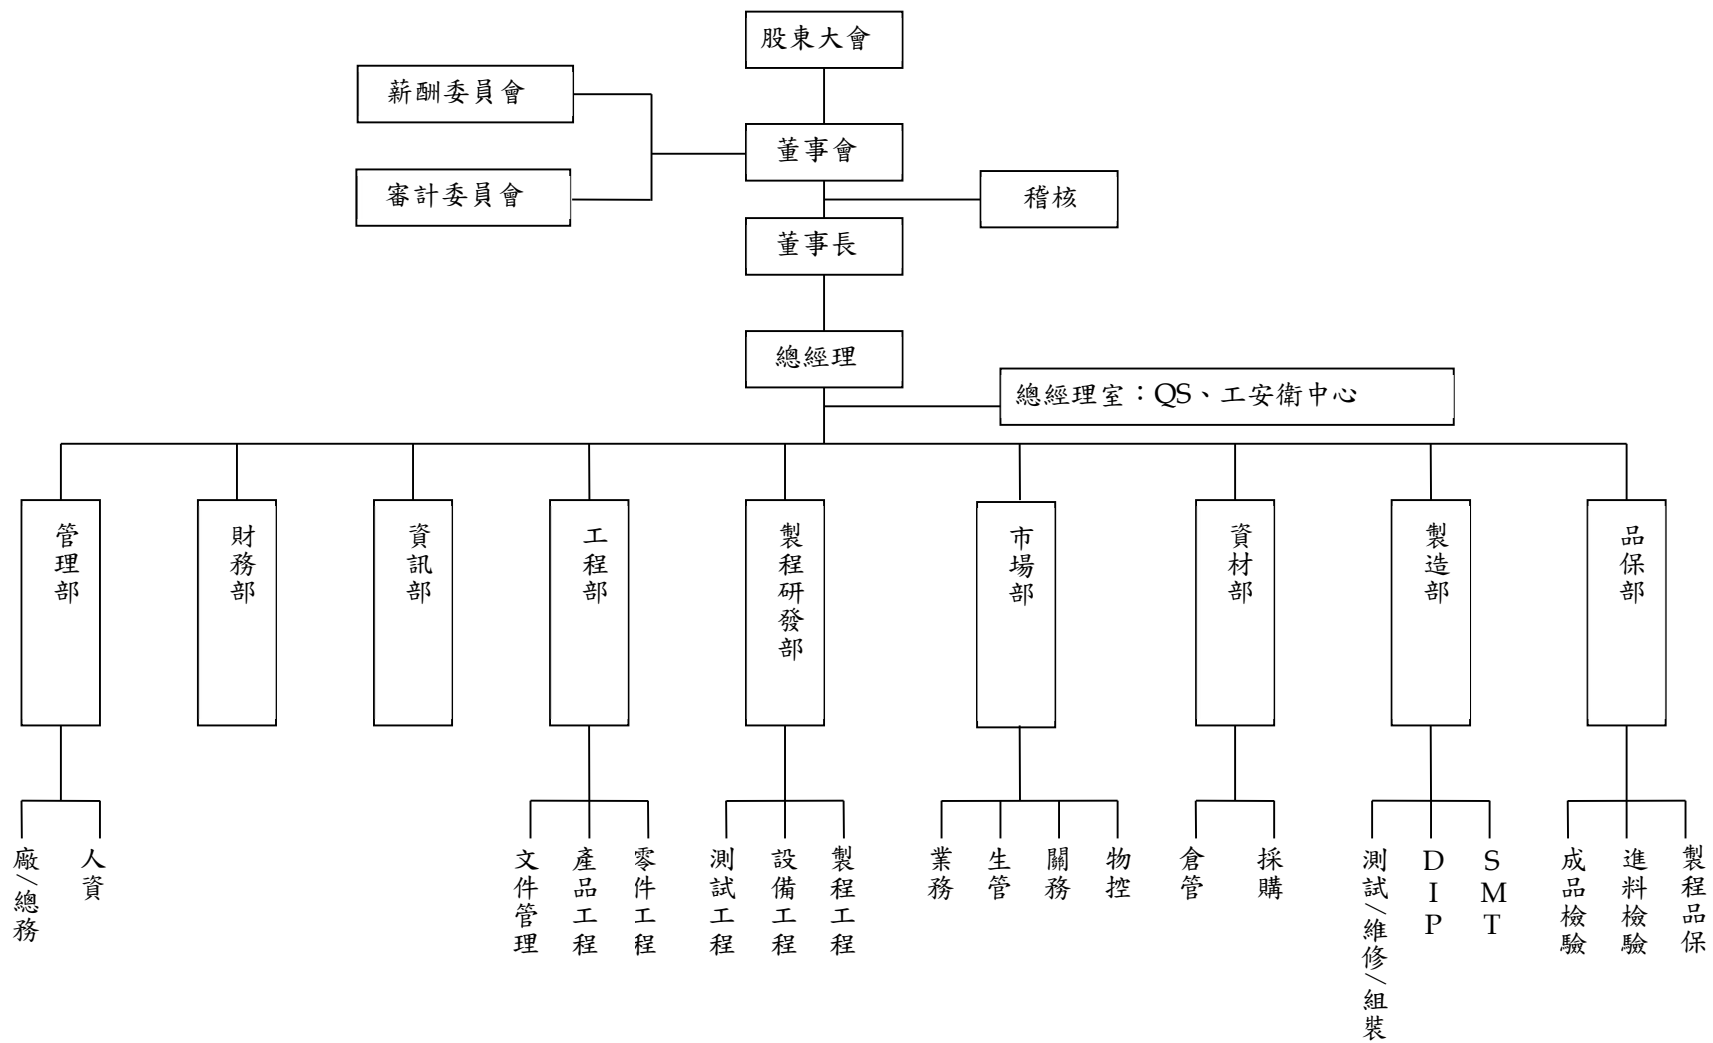 股東大會
薪酬委員會
董事會
審計委員會
稽核
董事長
總經理
總經理室：QS、工安衛中心
管理部
財務部
資訊部
工程部
製程研發部
市場部
資材部
製造部
品保部
廠/總務
人資
文件管理
產品工程
零件工程
測試工程
設備工程
製程工程
業務
生管
關務
物控
倉管
採購
測試/維修/組裝
DIP
SMT
成品檢驗
進料檢驗
製程品保